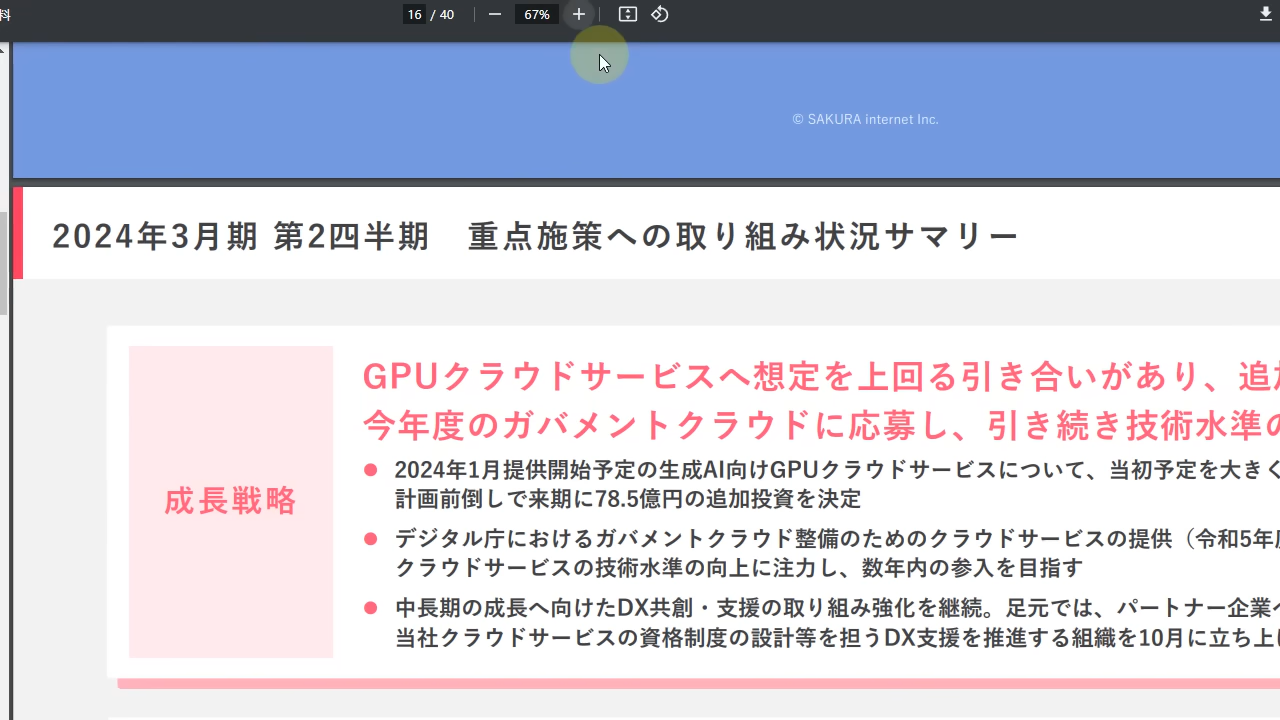 料 16 / 40 67%
© SAKURA internet Inc.
2024年3月期 第2四半期　重点施策への取り組み状況サマリー
GPUクラウドサービスへ想定を上回る引き合いがあり、追
今年度のガバメントクラウドに応募し、引き続き技術水準の
成長戦略
2024年1月提供開始予定の生成AI向けGPUクラウドサービスについて、当初予定を大きく
計画前倒しで来期に78.5億円の追加投資を決定
デジタル庁におけるガバメントクラウド整備のためのクラウドサービスの提供（令和5年
クラウドサービスの技術水準の向上に注力し、数年内の参入を目指す
中長期の成長へ向けたDX共創・支援の取り組み強化を継続。足元では、パートナー企業
当社クラウドサービスの資格制度の設計等を担うDX支援を推進する組織を10月に立ち上